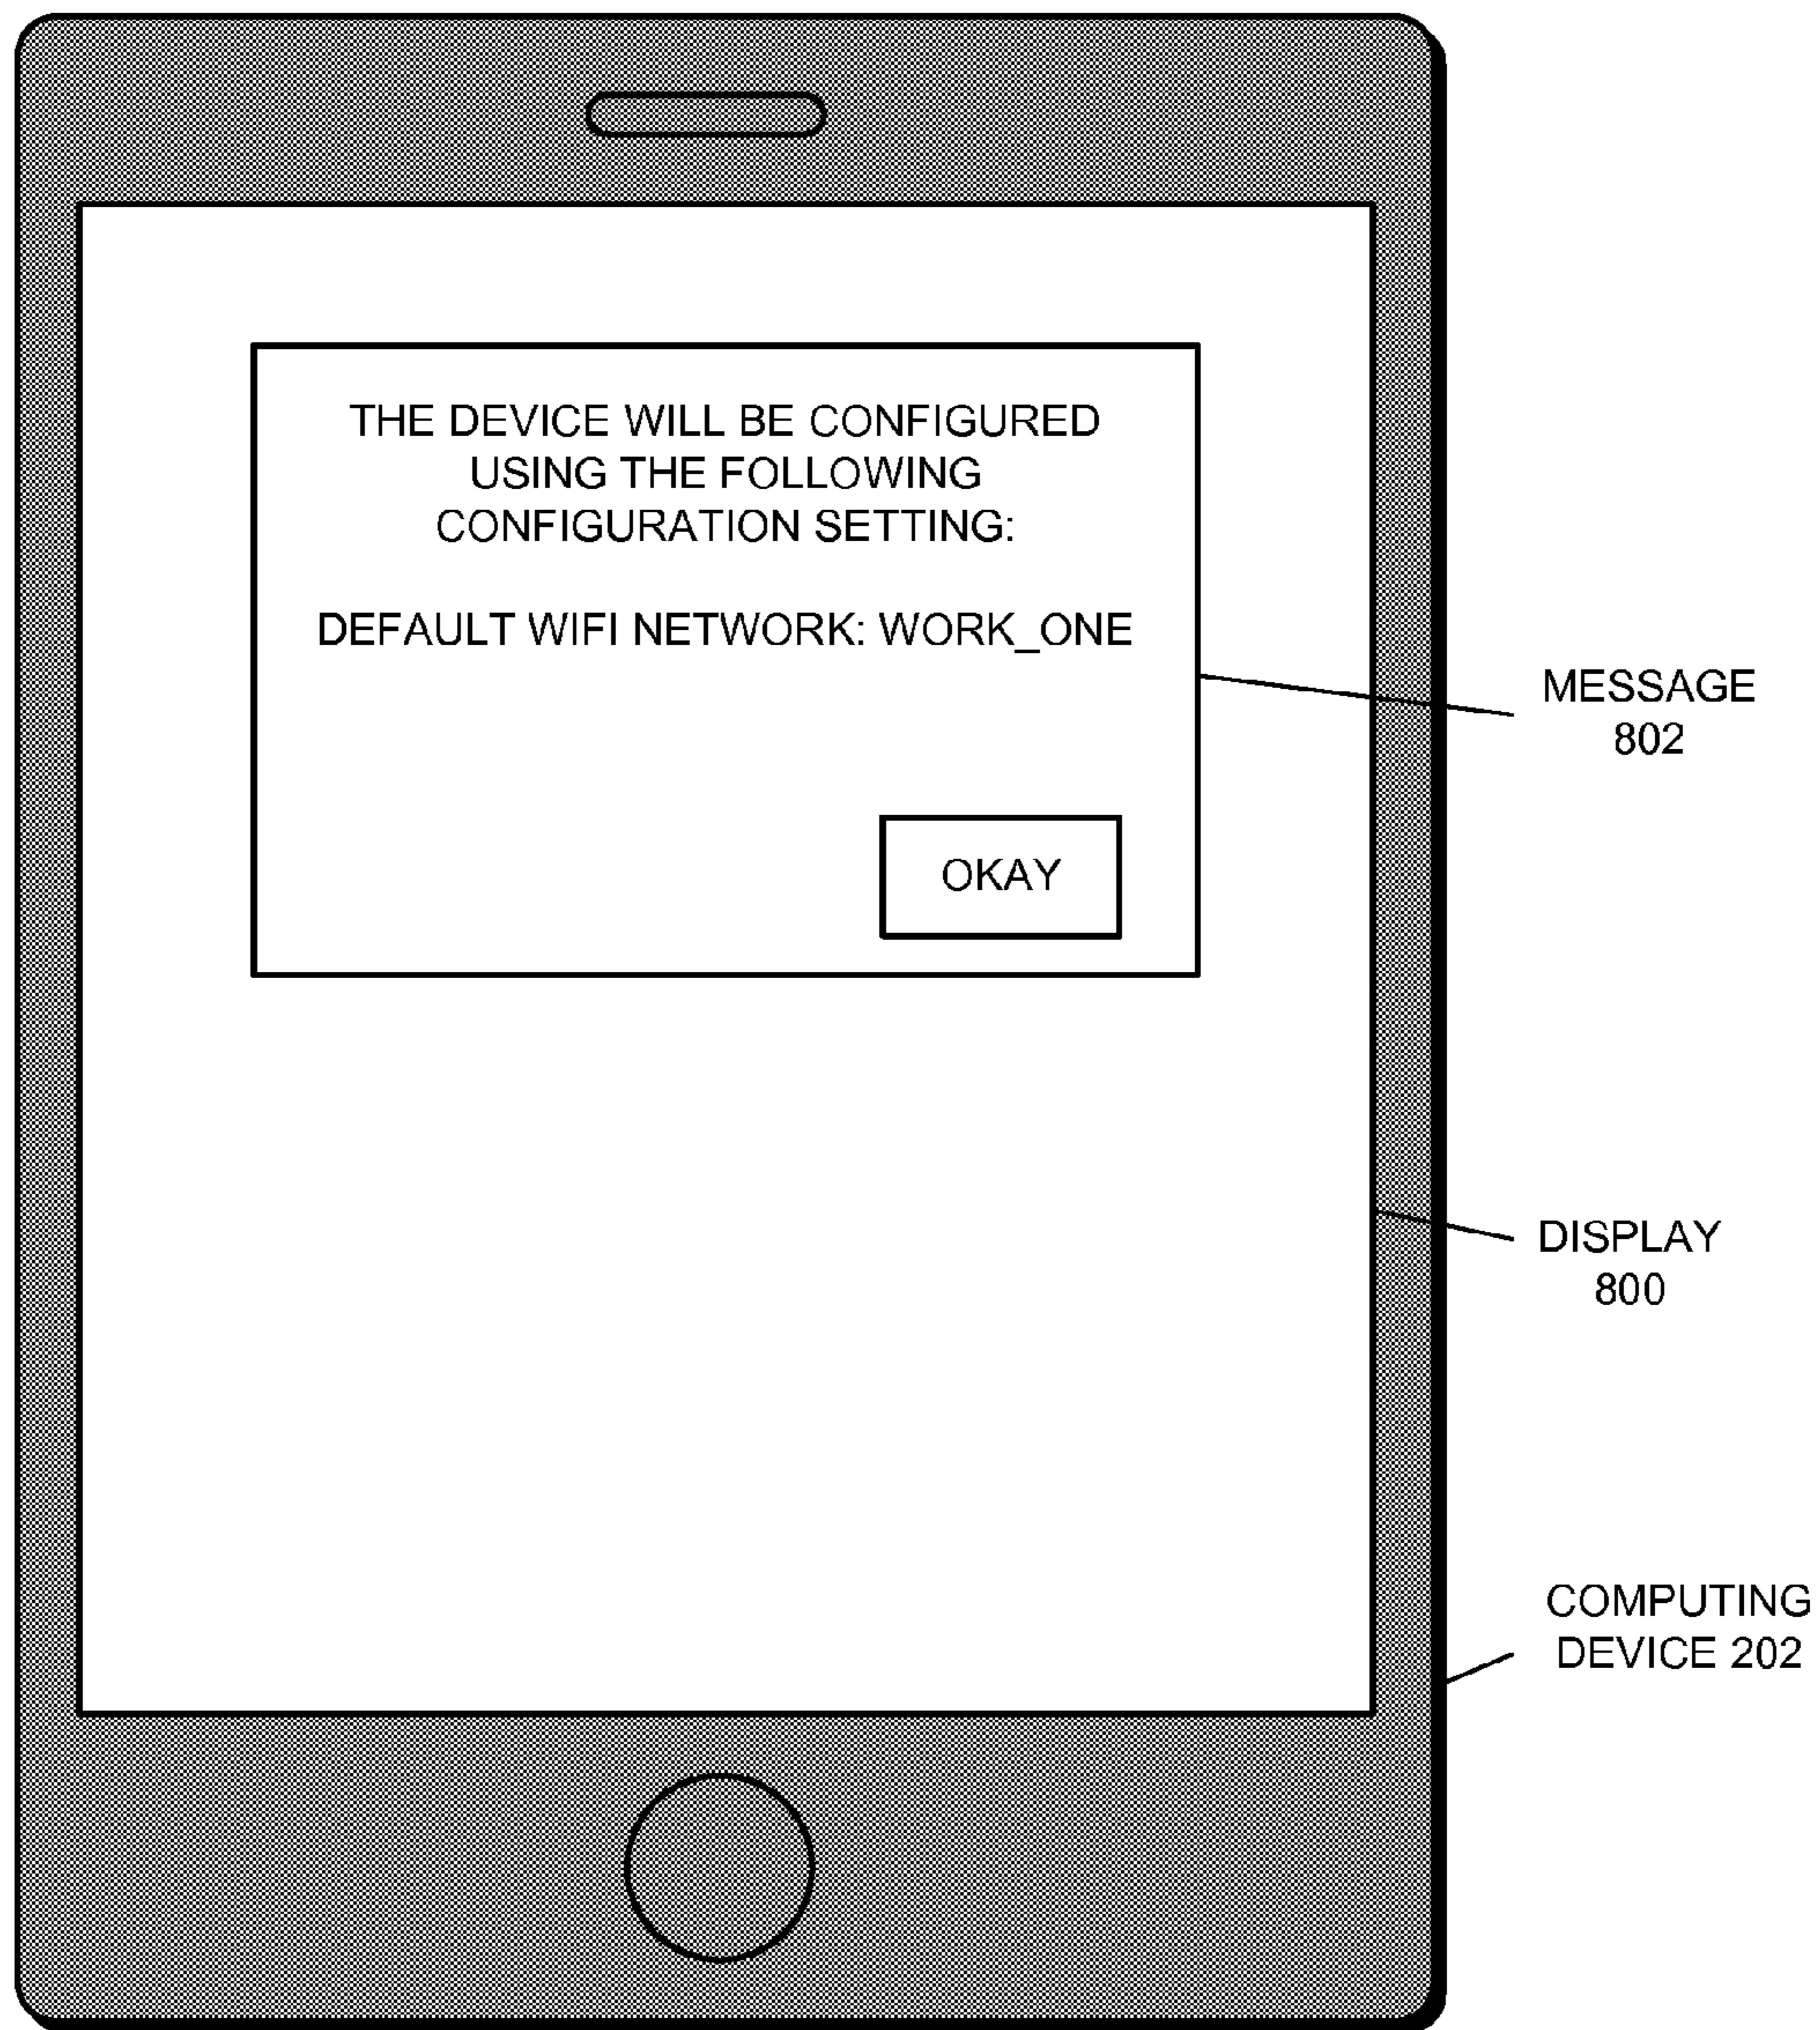 THE DEVICE WILL BE CONFIGURED
USING THE FOLLOWING
CONFIGURATION SETTING:
DEFAULT WIFI NETWORK: WORK_ONE
OKAY
MESSAGE
802
DISPLAY
800
COMPUTING
DEVICE 202